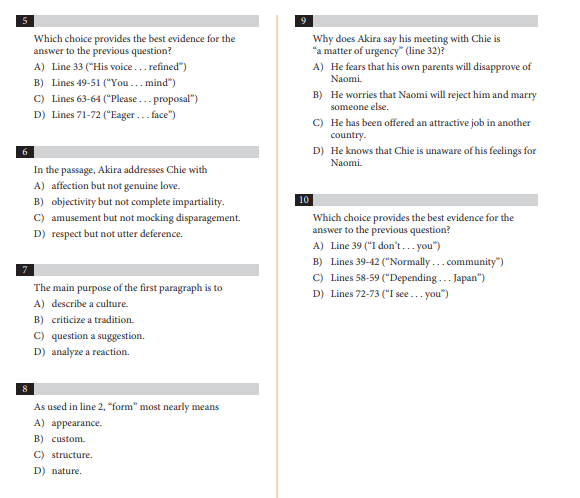 5
Which choice provides the best evidence for the
answer to the previous question?
A) Line 33 (“His voice . . . refined”)
B) Lines 49-51 (“You . . . mind”)
C) Lines 63-64 (“Please . . . proposal”)
D) Lines 71-72 (“Eager . . . face”)
6
In the passage, Akira addresses Chie with
A) affection but not genuine love.
B) objectivity but not complete impartiality.
C) amusement but not mocking disparagement.
D) respect but not utter deference.
7
The main purpose of the first paragraph is to
A) describe a culture.
B) criticize a tradition.
C) question a suggestion.
D) analyze a reaction.
8
As used in line 2, “form” most nearly means
A) appearance.
B) custom.
C) structure.
D) nature.
9
Why does Akira say his meeting with Chie is
“a matter of urgency” (line 32)?
A) He fears that his own parents will disapprove of
Naomi.
B) He worries that Naomi will reject him and marry
someone else.
C) He has been offered an attractive job in another
country.
D) He knows that Chie is unaware of his feelings for
Naomi.
10
Which choice provides the best evidence for the
answer to the previous question?
A) Line 39 (“I don’t . . . you”)
B) Lines 39-42 (“Normally . . . community”)
C) Lines 58-59 (“Depending . . . Japan”)
D) Lines 72-73 (“I see . . . you”)